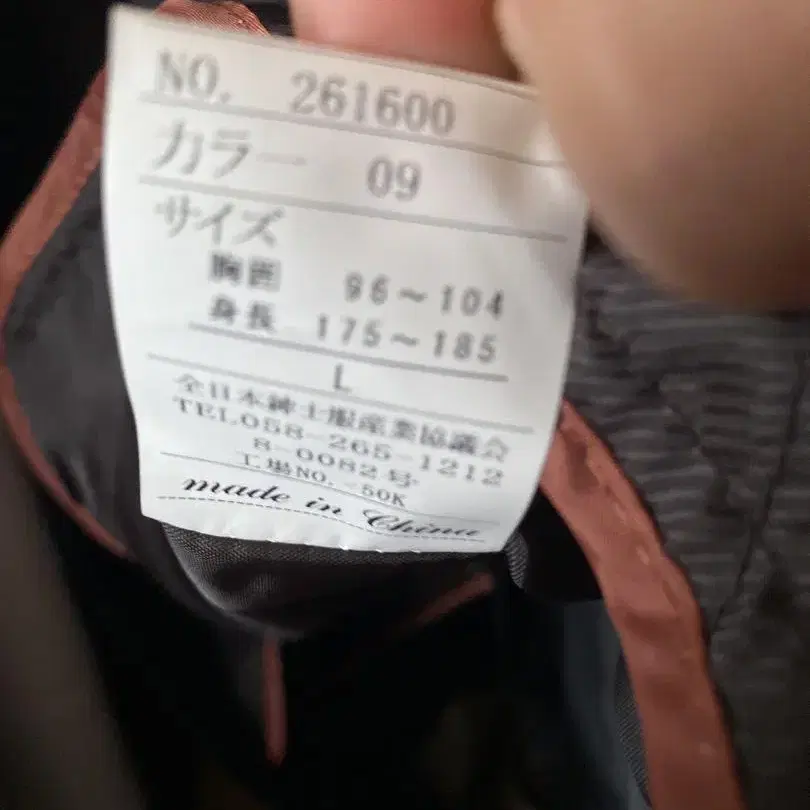 NO. 261600
カラー 09
サイズ
胸囲 96～104
身長 175～185
L
全日本紳士服産業協議会
TEL058-265-1212
8-0082号
工場NO. -50K
made in China